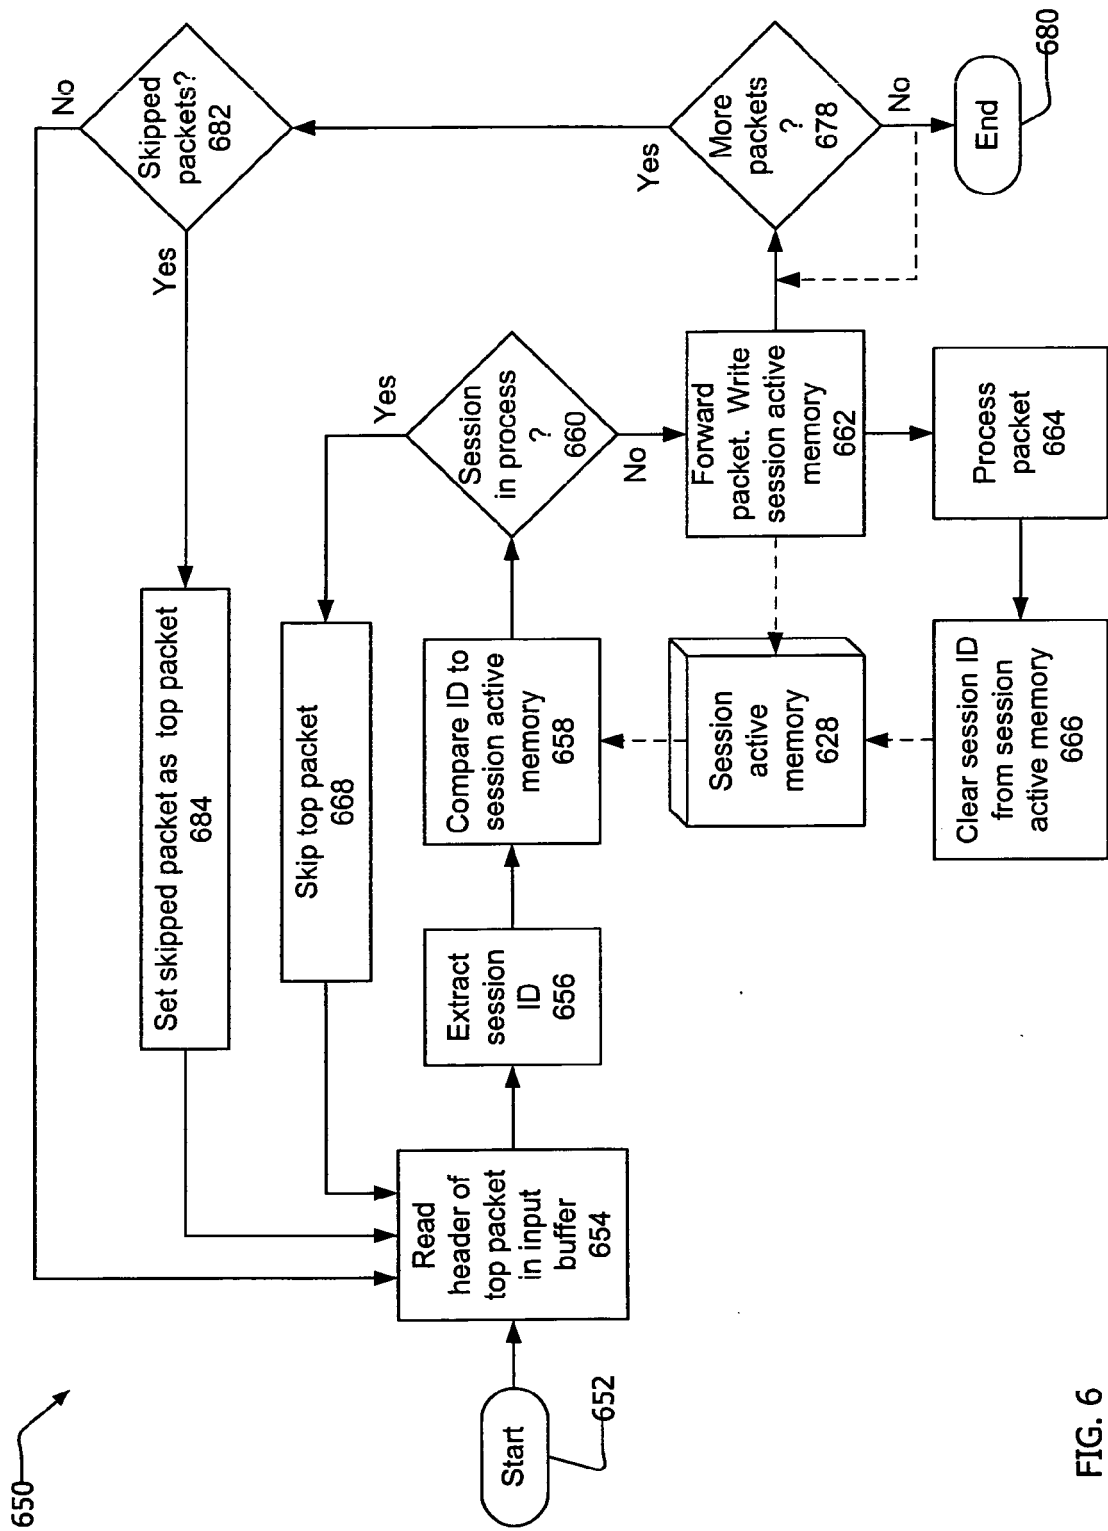 650
Start
652
Read
header of
top packet
in input
buffer
654
Extract
session
ID
656
Compare ID to
session active
memory
658
Session
in process
?
660
Yes
No
Skip top packet
668
Set skipped packet as top packet
684
Skipped
packets?
682
Yes
No
Session
active
memory
628
Forward
packet. Write
session active
memory
662
More
packets
?
678
Yes
No
End
680
Process
packet
664
Clear session ID
from session
active memory
666
FIG. 6